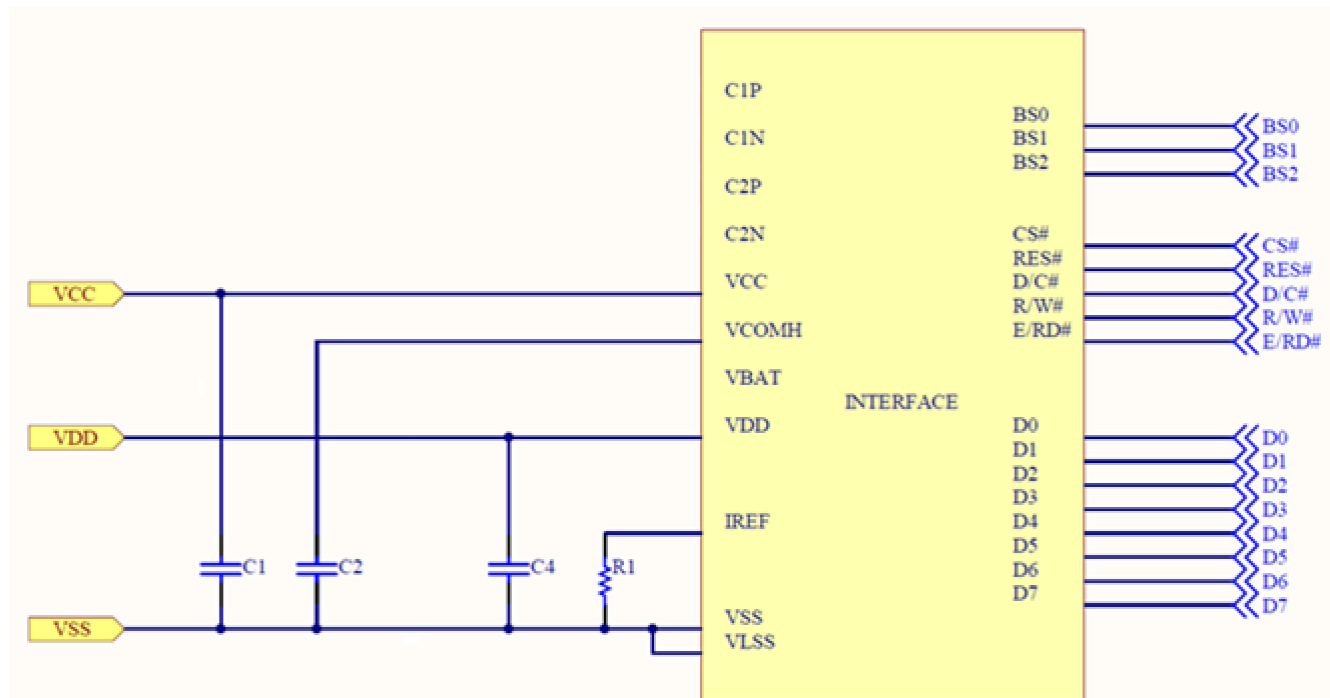 C1P
C1N
C2P
C2N
VCC
VCOMH
VBAT
VDD
IREF
VSS
VLSS
INTERFACE
BS0
BS1
BS2
CS#
RES#
D/C#
R/W#
E/RD#
D0
D1
D2
D3
D4
D5
D6
D7
BS0
BS1
BS2
CS#
RES#
D/C#
R/W#
E/RD#
D0
D1
D2
D3
D4
D5
D6
D7
VCC
VDD
VSS
C1
C2
C4
R1